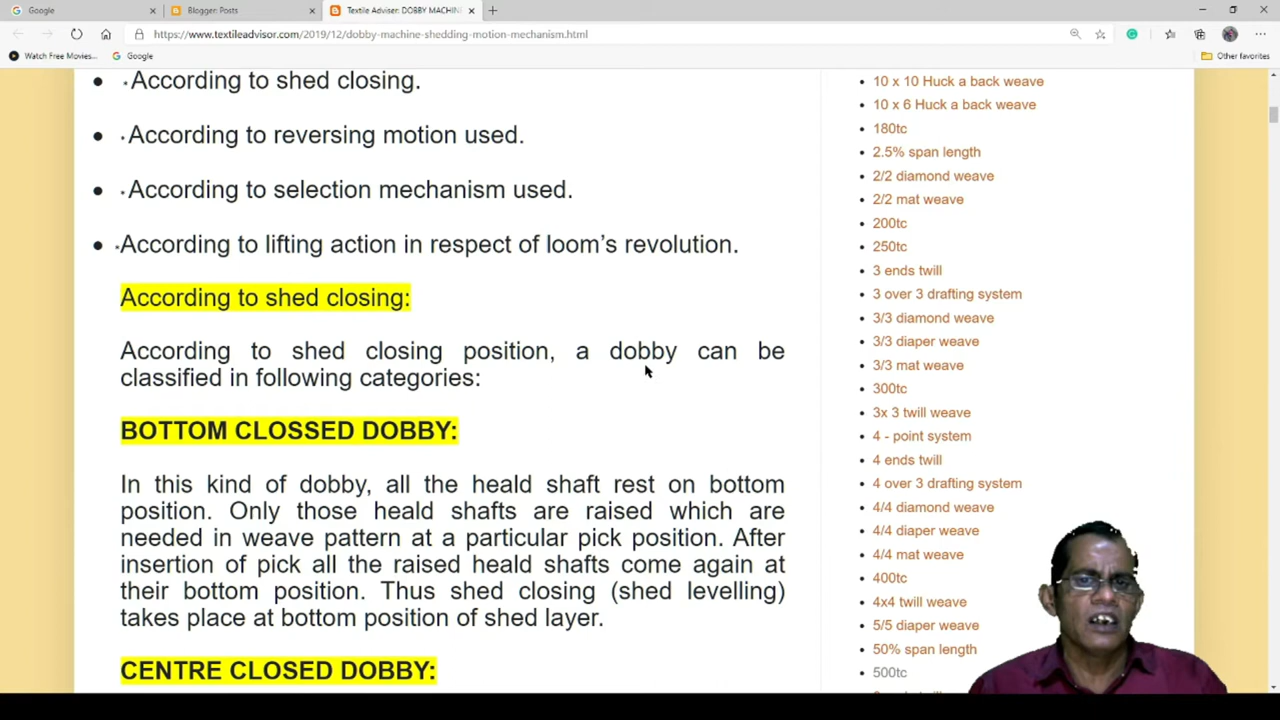 Google
Blogger: Posts
Textile Adviser: DOBBY MACHIN
https://www.textileadvisor.com/2019/12/dobby-machine-shedding-motion-mechanism.html
Watch Free Movies...
Google
Other favorites
According to shed closing.
According to reversing motion used.
According to selection mechanism used.
According to lifting action in respect of loom's revolution.
According to shed closing:
According to shed closing position, a dobby can be
classified in following categories:
BOTTOM CLOSSED DOBBY:
In this kind of dobby, all the heald shaft rest on bottom
position. Only those heald shafts are raised which are
needed in weave pattern at a particular pick position. After
insertion of pick all the raised heald shafts come again at
their bottom position. Thus shed closing (shed levelling)
takes place at bottom position of shed layer.
CENTRE CLOSED DOBBY:
10 x 10 Huck a back weave
10 x 6 Huck a back weave
180tc
2.5% span length
2/2 diamond weave
2/2 mat weave
200tc
250tc
3 ends twill
3 over 3 drafting system
3/3 diamond weave
3/3 diaper weave
3/3 mat weave
300tc
3x 3 twill weave
4 - point system
4 ends twill
4 over 3 drafting system
4/4 diamond weave
4/4 diaper weave
4/4 mat weave
400tc
4x4 twill weave
5/5 diaper weave
50% span length
500tc